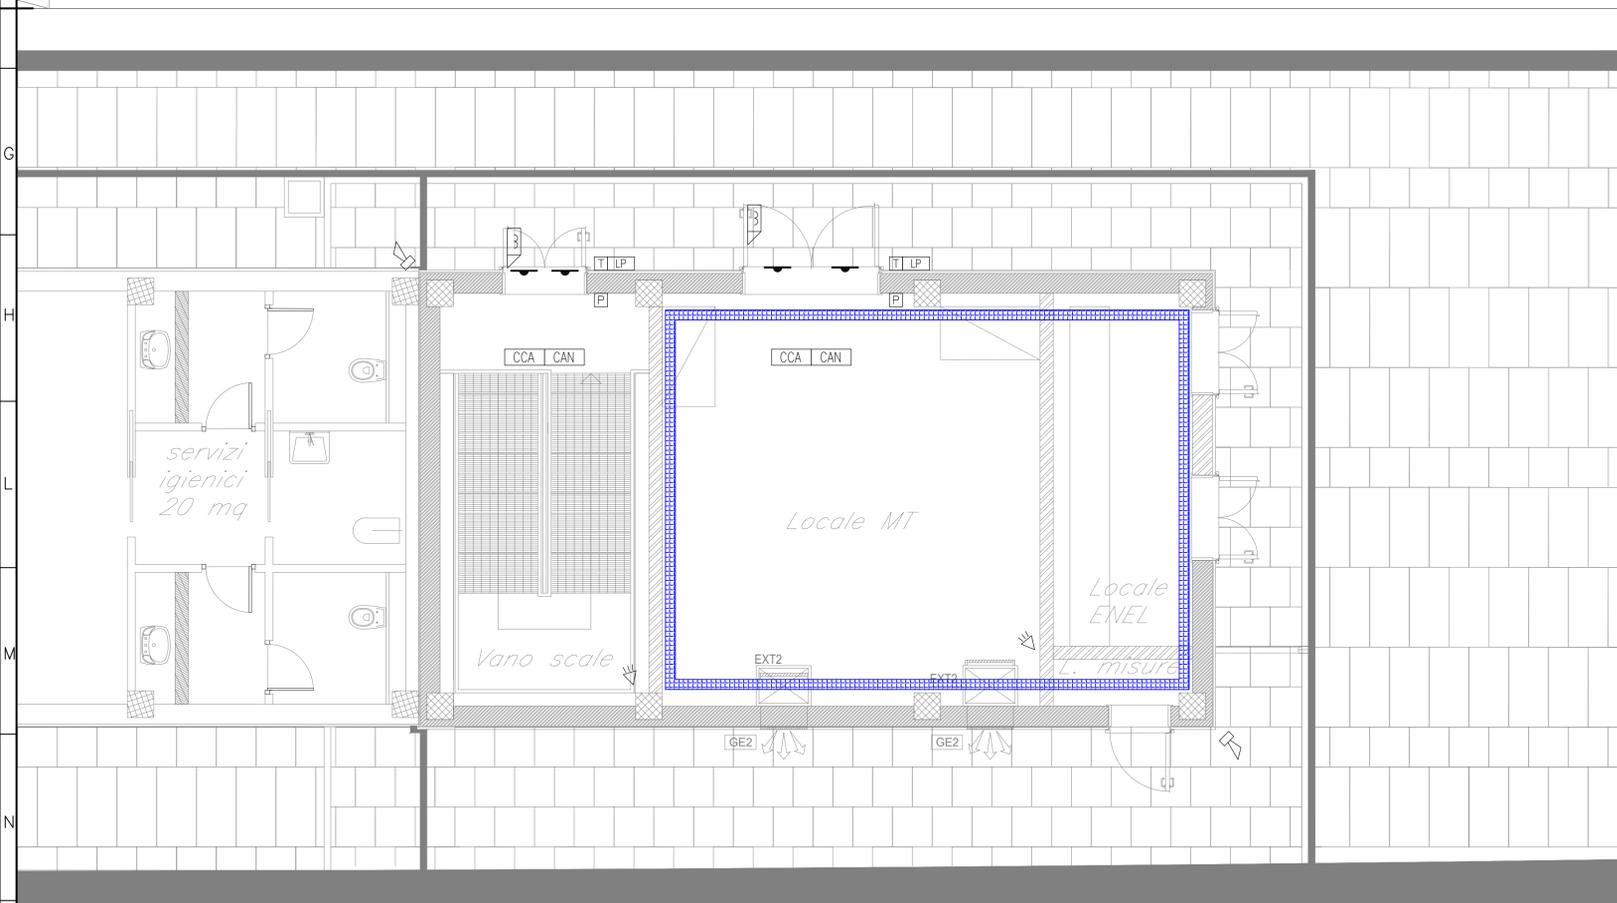 G
B
B
T LP
T LP
H
P
P
CCA CAN
CCA CAN
servizi
igienici
20 mq
L
Locale MT
Locale
ENEL
M
Vano scale
EXT2
L. misure
EXT2
GE2
GE2
N